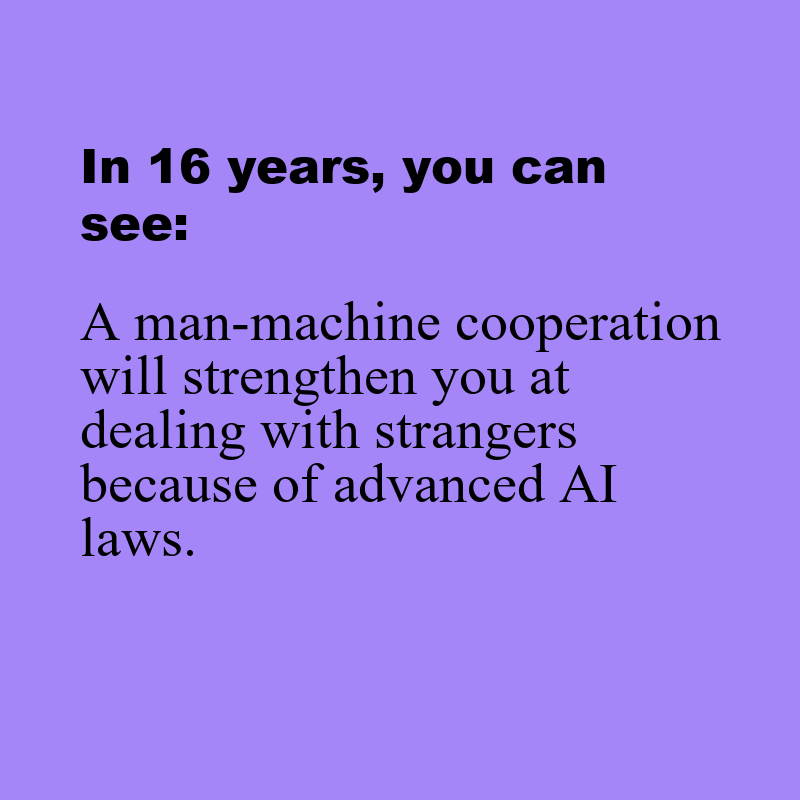 In 16 years, you can
see:
A man-machine cooperation
will strengthen you at
dealing with strangers
because of advanced AI
laws.